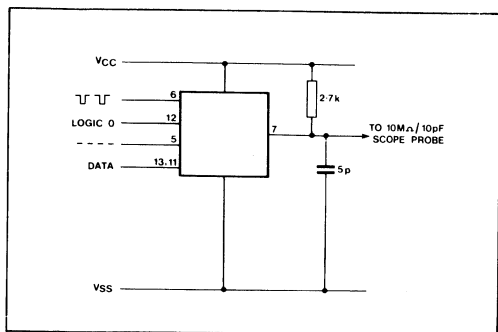 VCC
6
2·7k
LOGIC 0
12
7
TO 10MΩ/10pF
SCOPE PROBE
5
DATA
13,11
5p
VSS